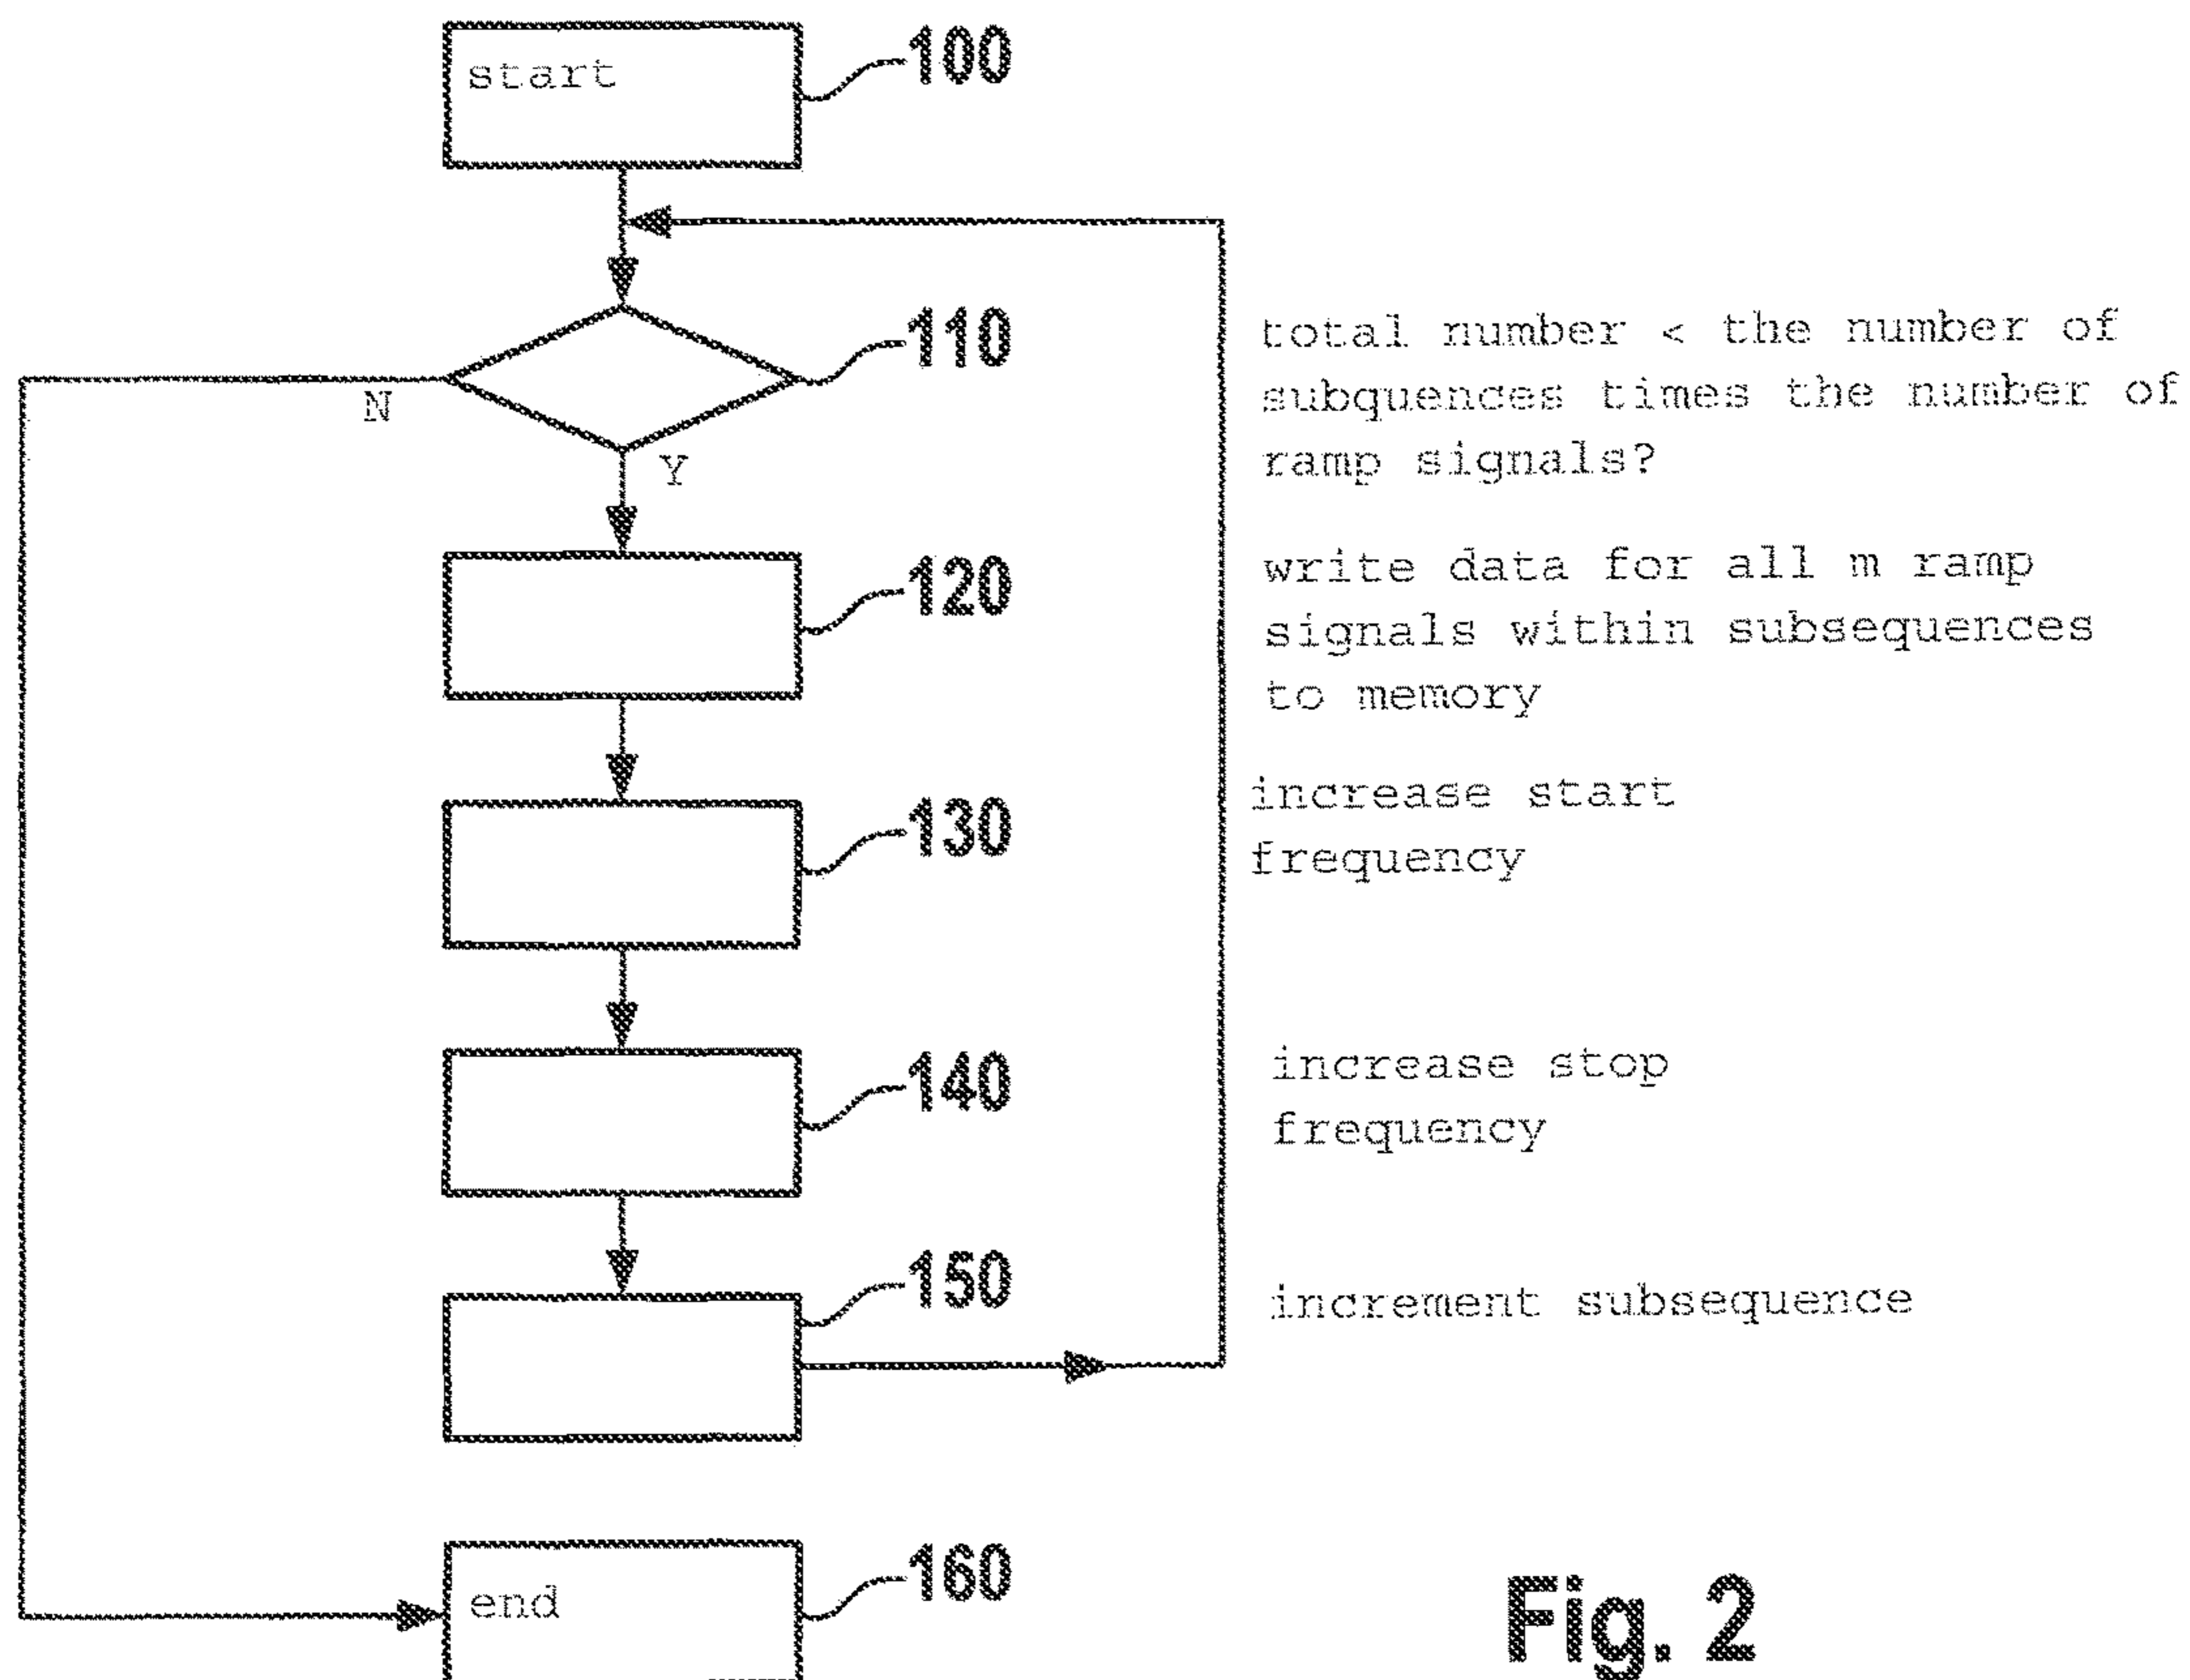 start
100
110
total number < the number of
subquences times the number of
ramp signals?
N
Y
120
write data for all m ramp
signals within subsequences
to memory
130
increase start
frequency
140
increase stop
frequency
150
increment subsequence
160
end
Fig. 2